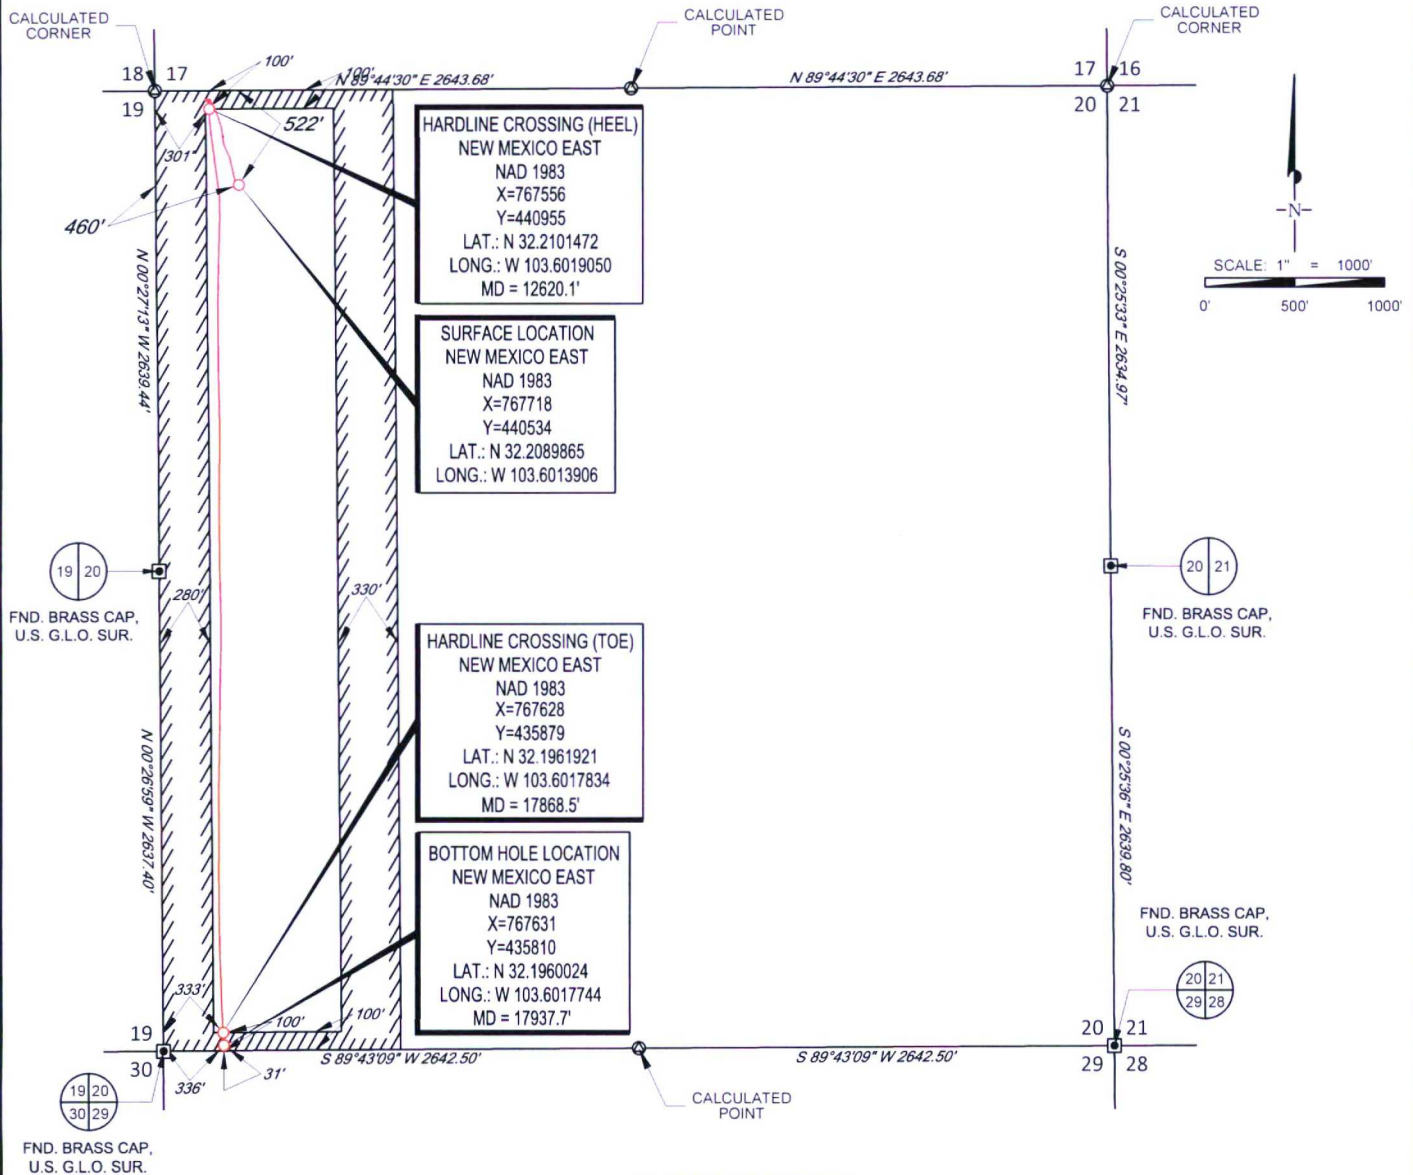 CALCULATED
CORNER
CALCULATED
POINT
CALCULATED
CORNER
18 17
19
100'
100'
N 89°44'30" E 2643.68'
N 89°44'30" E 2643.68'
17 16
20 21
522'
301'
460'
HARDLINE CROSSING (HEEL)
NEW MEXICO EAST
NAD 1983
X=767556
Y=440955
LAT.: N 32.2101472
LONG.: W 103.6019050
MD = 12620.1'
-N-
SCALE: 1" = 1000'
0' 500' 1000'
N 00°27'13" W 2639.44'
S 00°25'33" E 2634.97'
SURFACE LOCATION
NEW MEXICO EAST
NAD 1983
X=767718
Y=440534
LAT.: N 32.2089865
LONG.: W 103.6013906
19 20
FND. BRASS CAP,
U.S. G.L.O. SUR.
280'
330'
20 21
FND. BRASS CAP,
U.S. G.L.O. SUR.
HARDLINE CROSSING (TOE)
NEW MEXICO EAST
NAD 1983
X=767628
Y=435879
LAT.: N 32.1961921
LONG.: W 103.6017834
MD = 17868.5'
N 00°26'59" W 2637.40'
S 00°25'36" E 2639.80'
BOTTOM HOLE LOCATION
NEW MEXICO EAST
NAD 1983
X=767631
Y=435810
LAT.: N 32.1960024
LONG.: W 103.6017744
MD = 17937.7'
FND. BRASS CAP,
U.S. G.L.O. SUR.
20 21
29 28
333'
100'
100'
19
30
20 21
29 28
S 89°43'09" W 2642.50'
S 89°43'09" W 2642.50'
336'
31'
19 20
30 29
FND. BRASS CAP,
U.S. G.L.O. SUR.
CALCULATED
POINT